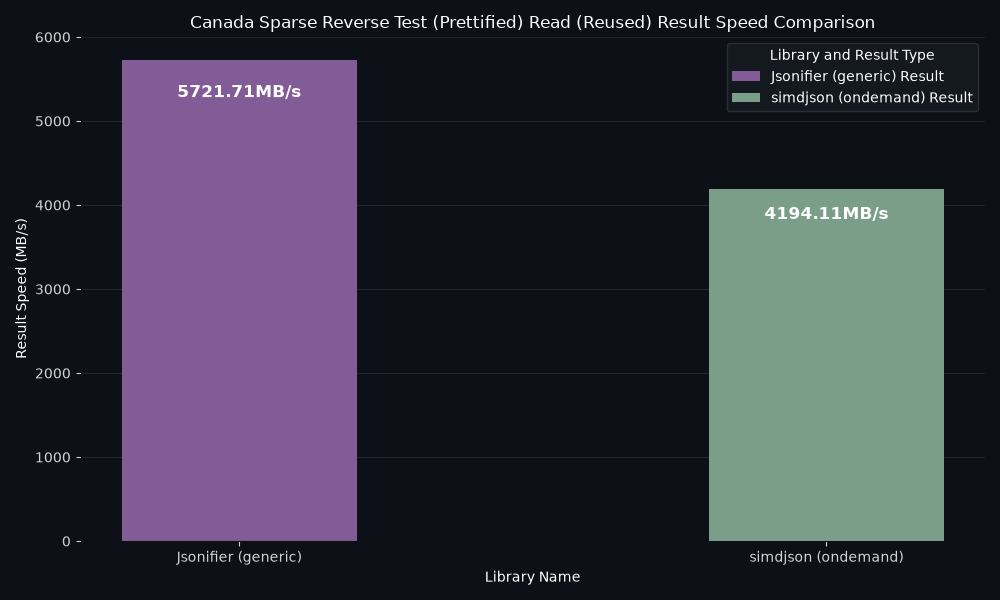 Canada Sparse Reverse Test (Prettified) Read (Reused) Result Speed Comparison
Library and Result Type
Jsonifier (generic) Result
simdjson (ondemand) Result
Result Speed (MB/s)
6000
5000
4000
3000
2000
1000
0
5721.71MB/s
4194.11MB/s
Jsonifier (generic)
simdjson (ondemand)
Library Name